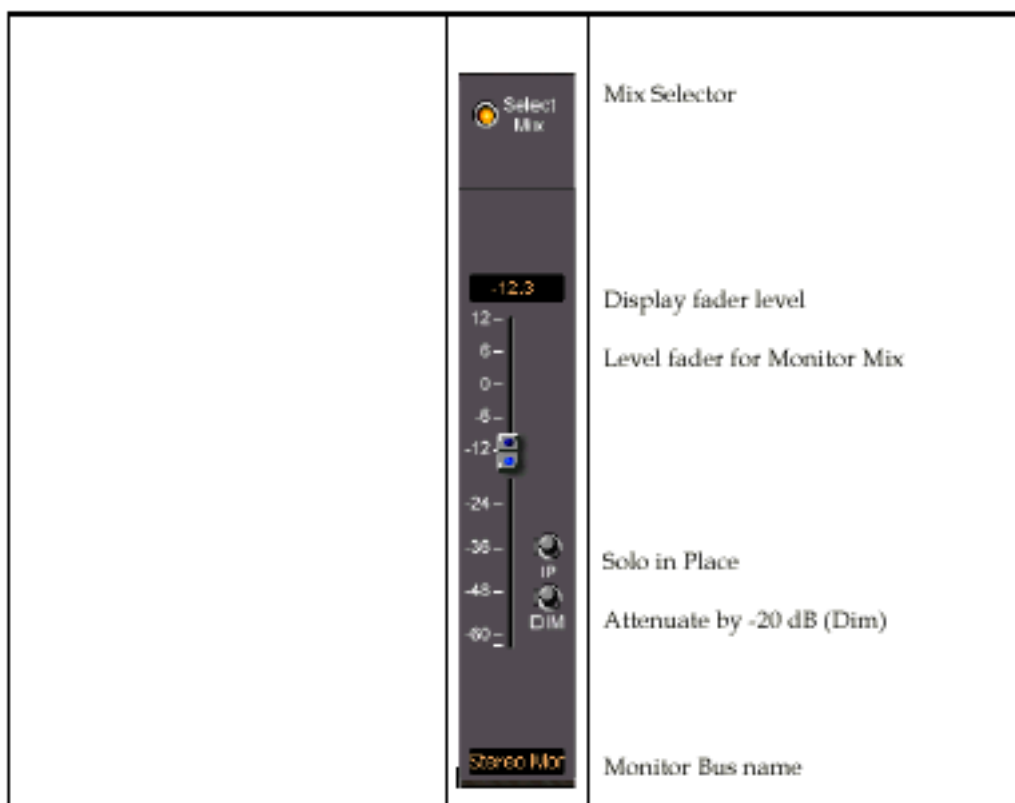 Select
Mix
Mix Selector
-12.3
Display fader level
12
6
Level fader for Monitor Mix
0
-6
-12
-24
-36
IP
Solo in Place
-48
DIM
Attenuate by -20 dB (Dim)
-60
Stereo Mor
Monitor Bus name